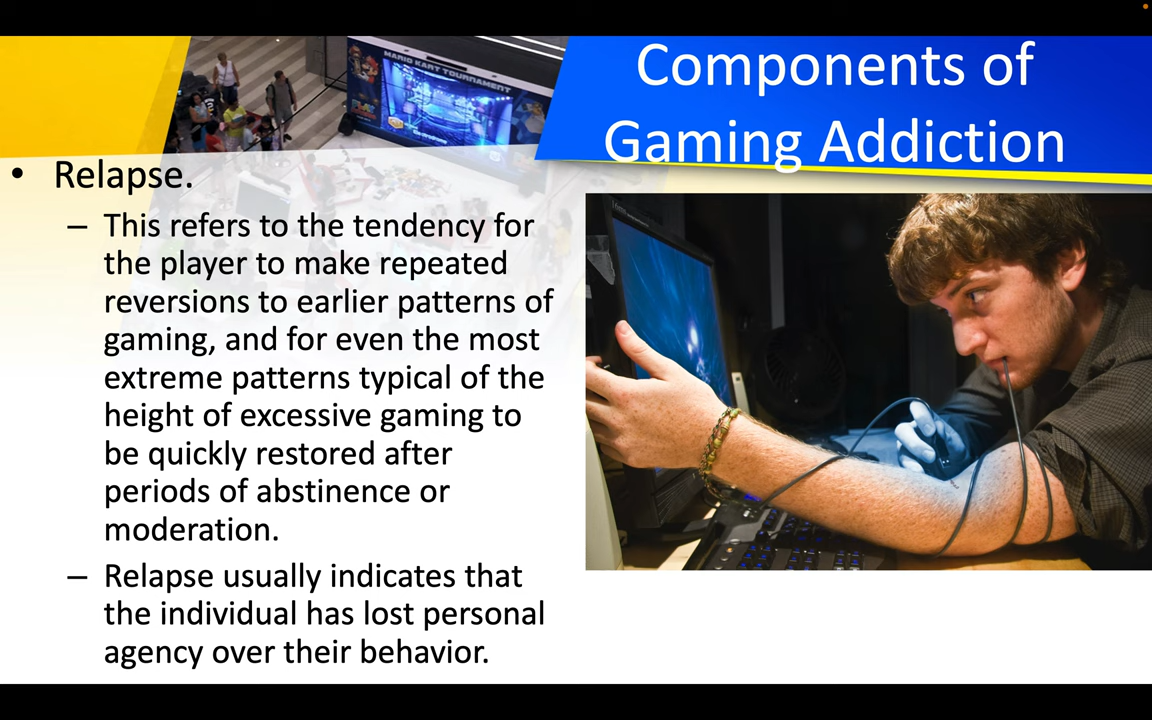 MARIO KART TOURNAMENT
Components of
Gaming Addiction
• Relapse.
– This refers to the tendency for
the player to make repeated
reversions to earlier patterns of
gaming, and for even the most
extreme patterns typical of the
height of excessive gaming to
be quickly restored after
periods of abstinence or
moderation.
– Relapse usually indicates that
the individual has lost personal
agency over their behavior.